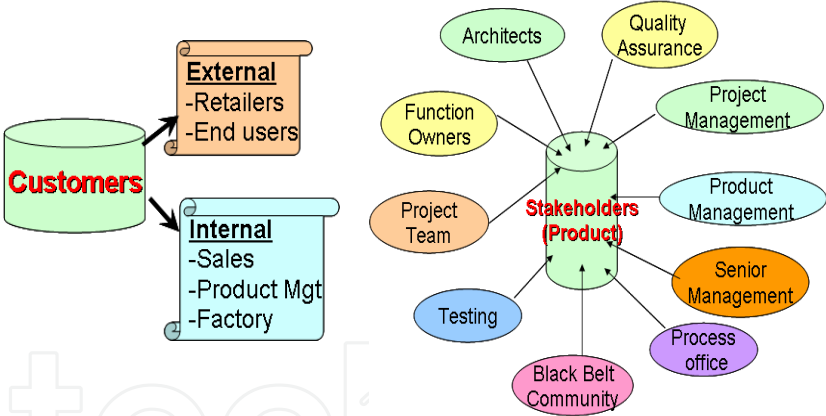 Customers
External
-Retailers
-End users
Internal
-Sales
-Product Mgt
-Factory
Architects
Quality
Assurance
Function
Owners
Project
Management
Project
Team
Stakeholders
(Product)
Product
Management
Senior
Management
Testing
Process
office
Black Belt
Community